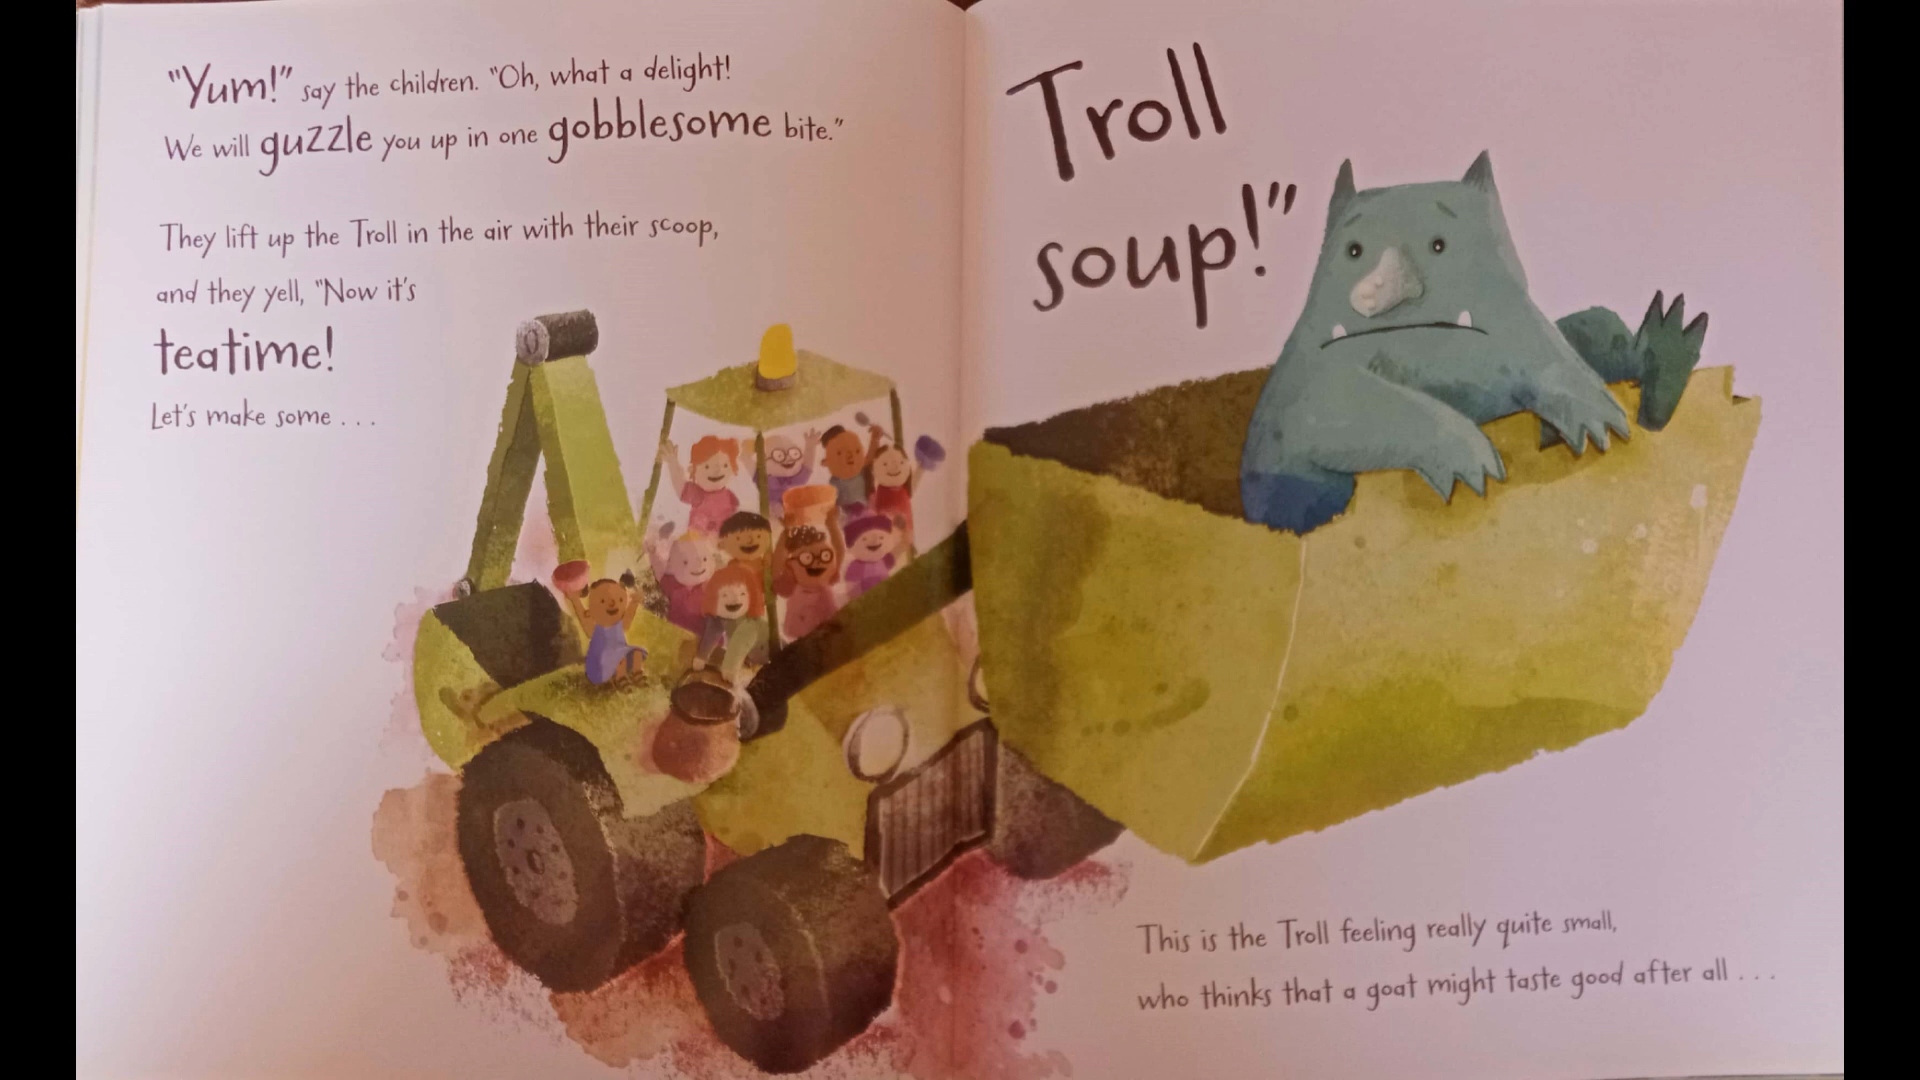 "Yum!" say the children. "Oh, what a delight!
We will guzzle you up in one gobblesome bite."
They lift up the Troll in the air with their scoop,
and they yell, "Now it's
teatime!
Let's make some . . .
Troll
soup!"
This is the Troll feeling really quite small,
who thinks that a goat might taste good after all . . .